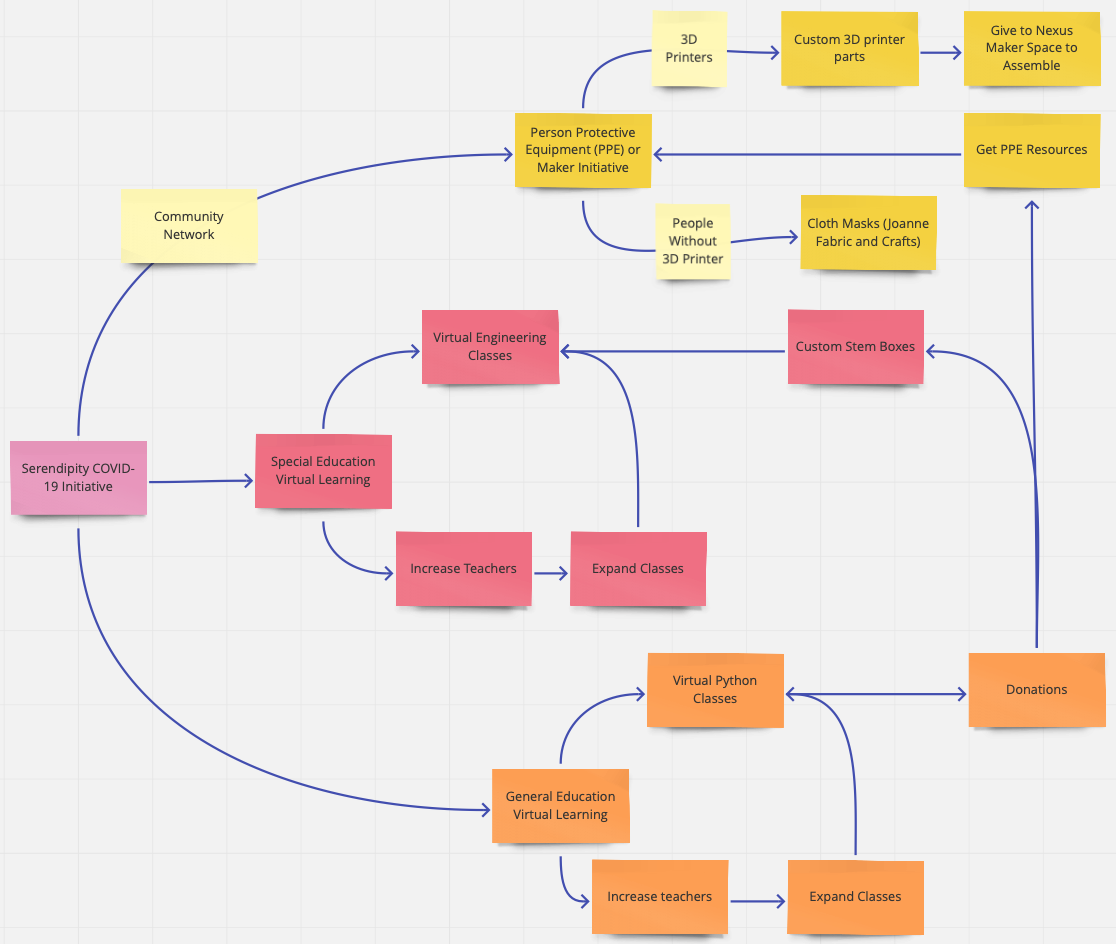 3D
Printers
Custom 3D printer
parts
Give to Nexus
Maker Space to
Assemble
Person Protective
Equipment (PPE) or
Maker Initiative
Get PPE Resources
Community
Network
People
Without
3D Printer
Cloth Masks (Joanne
Fabric and Crafts)
Virtual Engineering
Classes
Custom Stem Boxes
Serendipity COVID-
19 Initiative
Special Education
Virtual Learning
Increase Teachers
Expand Classes
Virtual Python
Classes
Donations
General Education
Virtual Learning
Increase teachers
Expand Classes